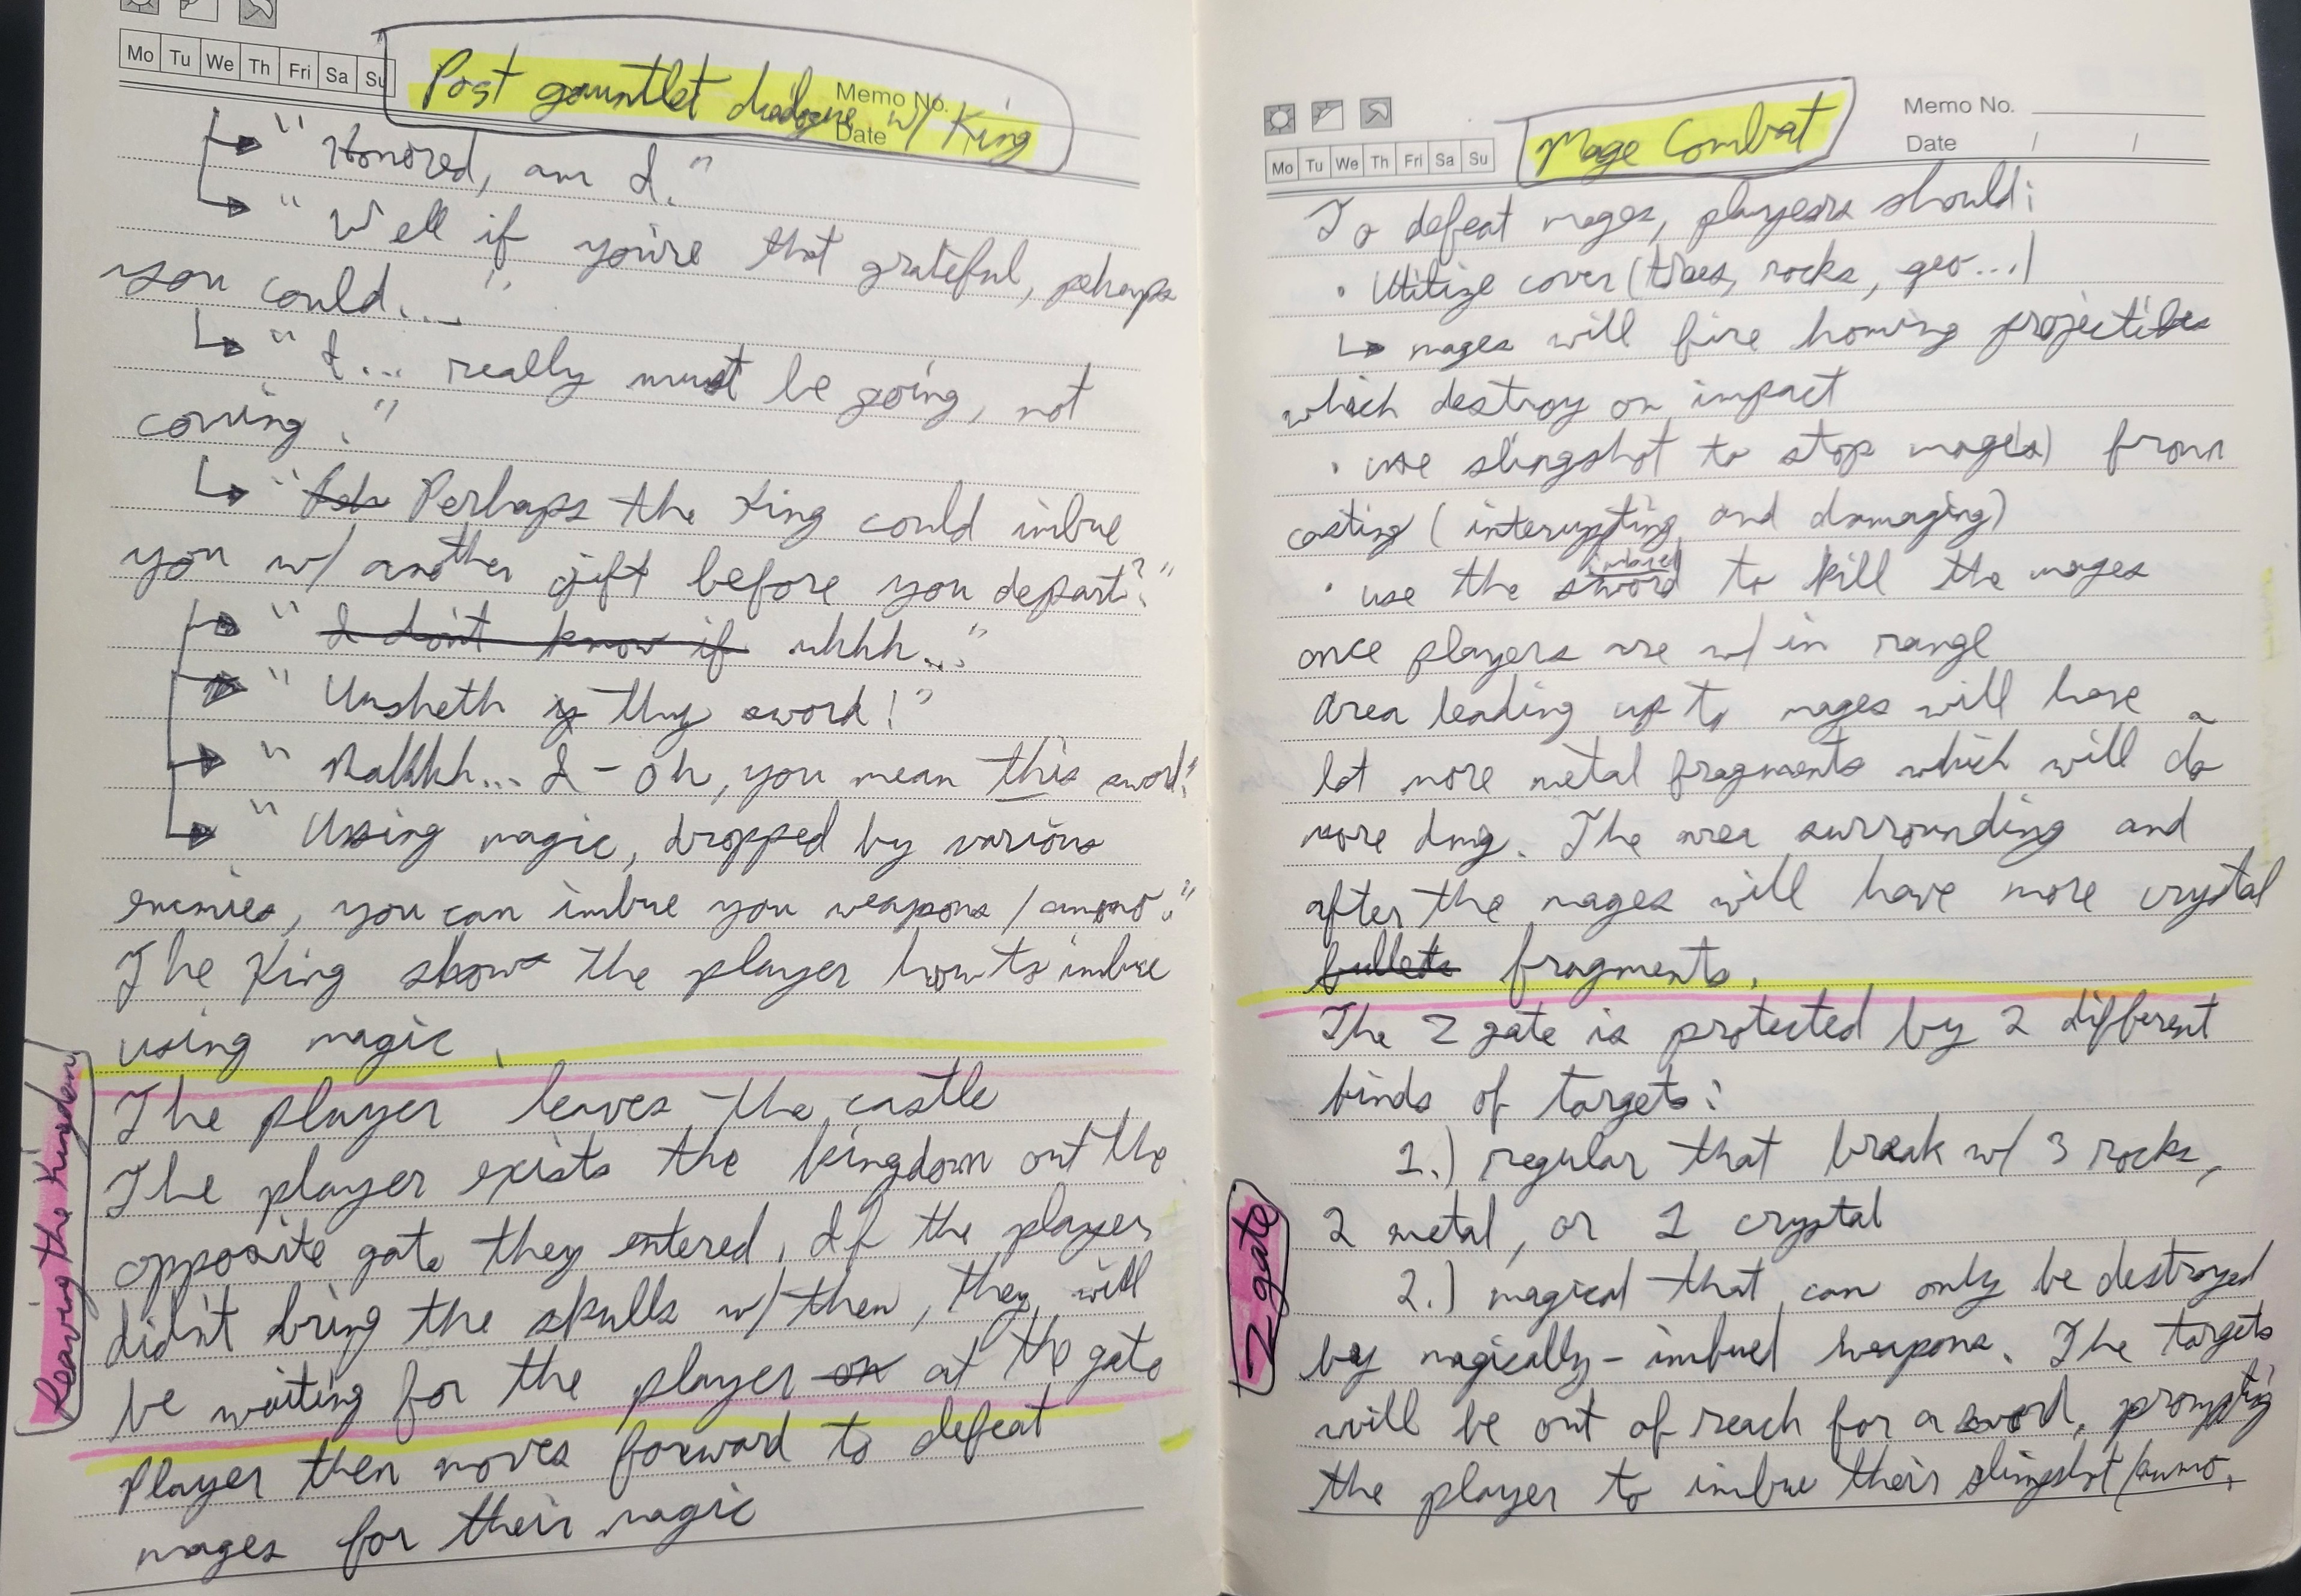 Mo Tu We Th Fri Sa Su
Memo No.
Date
Post gauntlet dialogue w/ King
↳ "Honored, am I."
↳ "Well if you're that grateful, perhaps
you could...."
↳ "I... really must be going, not
coming."
↳ " Perhaps the King could imbue
you w/ another gift before you depart?"
↳ "I don't know if uhhh..."
↳ "Unsheth thy sword!"
↳ " I - oh, you mean this sword?"
↳ "Using magic, dropped by various
enemies, you can imbue you weapons / ammo."
The King shows the player how to imbue
using magic.
Leaving the Kingdom
The player leaves the castle
The player exists the kingdom out the
opposite gate they entered. If the player
didn't bring the skulls w/ them, they will
be waiting for the player on at the gate
Player then moves forward to defeat
mages for their magic
Mo Tu We Th Fri Sa Su
Memo No.
Date / /
Mage Combat
To defeat mages, players should:
• Utilize cover (trees, rocks, geo...)
↳ mages will fire homing projectiles
which destroy on impact
• use slingshot to stop mage(s) from
casting (interupting and damaging)
imbued
• use the sword to kill the mages
once players are w/in range
Area leading up to mages will have a
lot more metal fragments which will do
more dmg. The area surrounding and
after the mages will have more crystal
bullets fragments.
The Z gate is protected by 2 different
kinds of targets:
1.) regular that break w/ 3 rocks,
2 metal, or 1 crystal
Z gate
2.) magical that can only be destroyed
by magically-imbued weapons. The targets
will be out of reach for a sword, prompting
the player to imbue their slingshot/ammo.